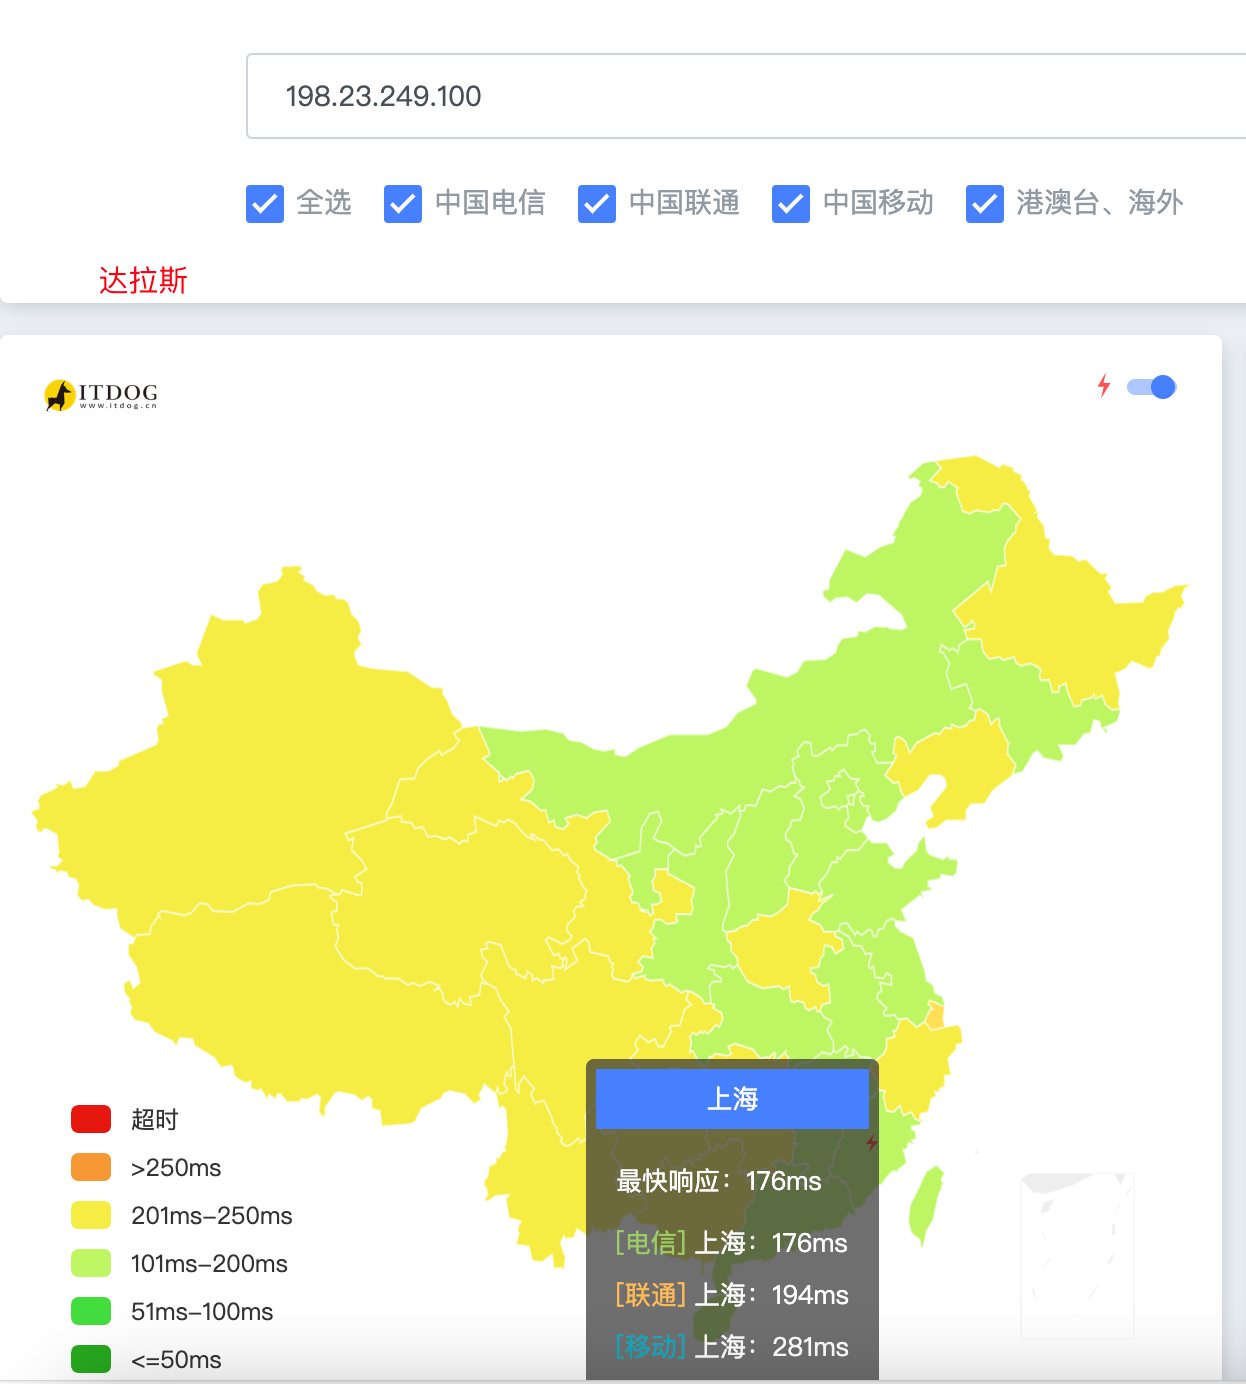 198.23.249.100
全选 中国电信 中国联通 中国移动 港澳台、海外
达拉斯
ITDOG
www.itdog.cn
上海
最快响应：176ms
[电信] 上海：176ms
[联通] 上海：194ms
[移动] 上海：281ms
超时
>250ms
201ms-250ms
101ms-200ms
51ms-100ms
<=50ms